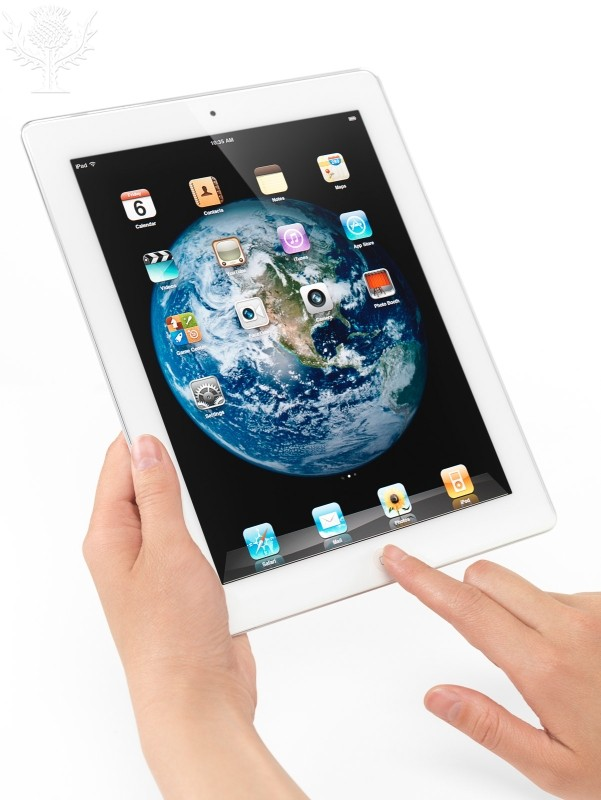 iPad
10:35 AM
6
Calendar
Contacts
Notes
Maps
Videos
iTunes
App Store
Game Center
Camera
Photo Booth
Settings
Safari
Mail
Photos
iPod